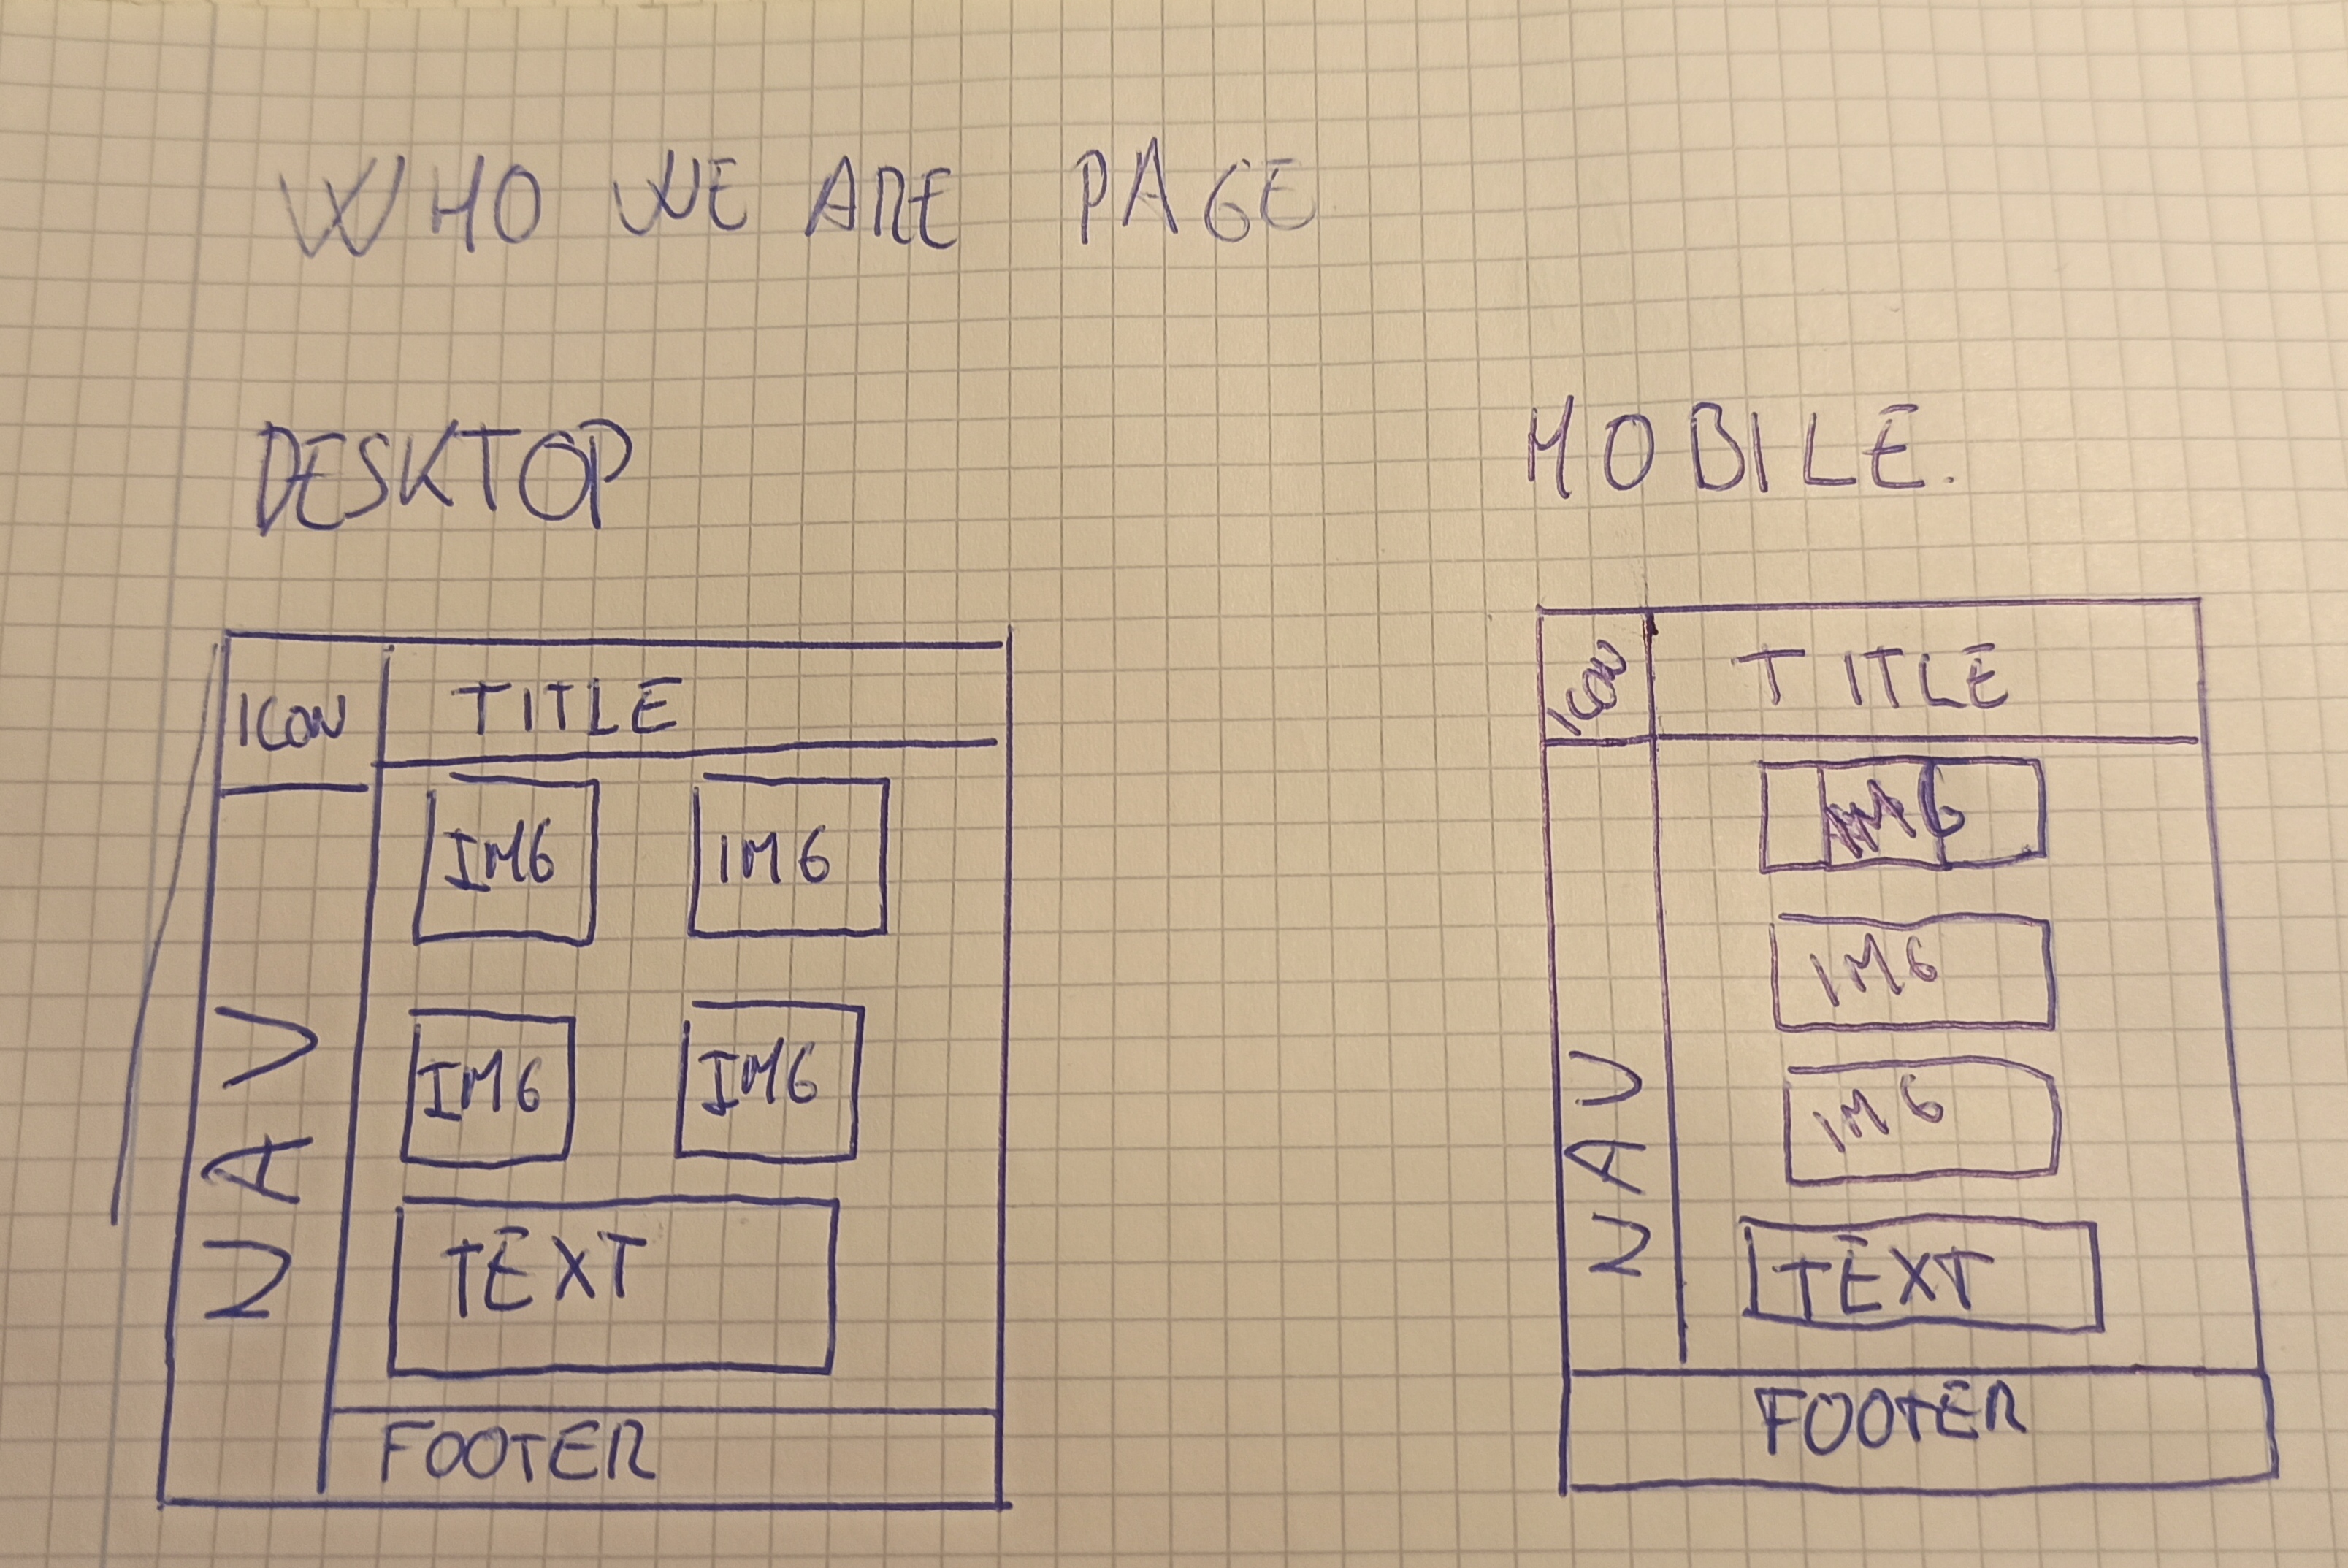 WHO WE ARE PAGE
DESKTOP
ICON
TITLE
IMG
IMG
IMG
IMG
NAV
TEXT
FOOTER
MOBILE.
ICON
TITLE
IMG
IMG
IMG
NAV
TEXT
FOOTER